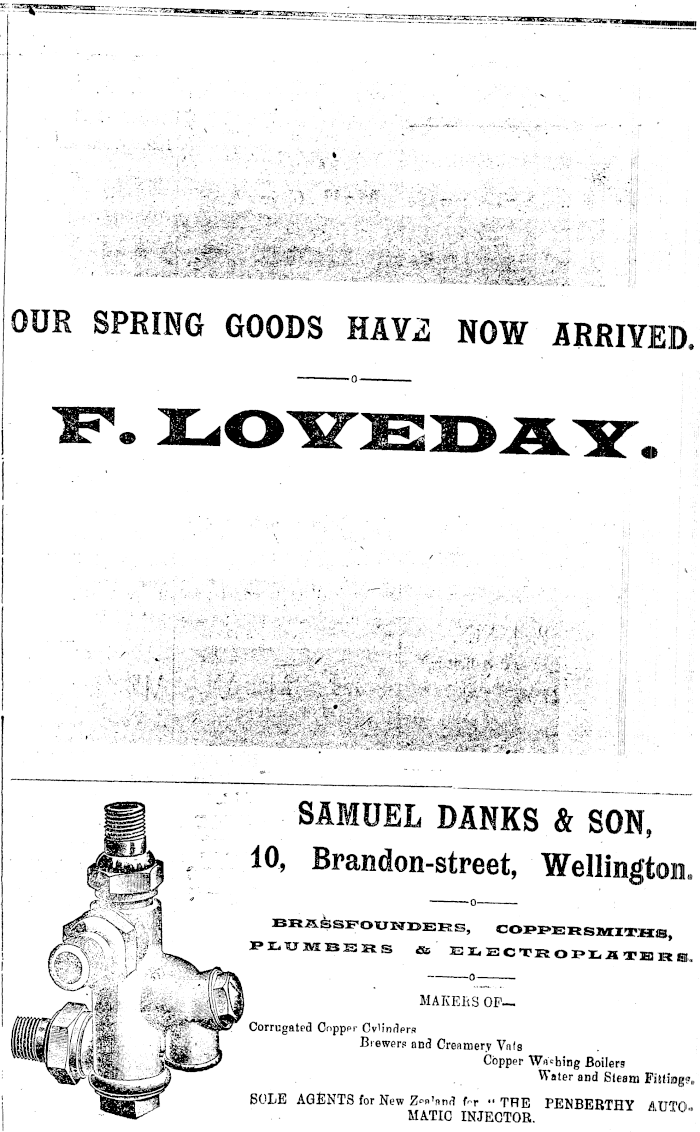 OUR SPRING GOODS HAVE NOW ARRIVED.
F. LOVEDAY.
SAMUEL DANKS & SON,
10, Brandon-street, Wellington.
BRASSFOUNDERS, COPPERSMITHS,
PLUMBERS & ELECTROPLATERS.
MAKERS OF—
Corrugated Copper Cylinders
Brewers and Creamery Vats
Copper Washing Boilers
Water and Steam Fittings.
SOLE AGENTS for New Zealand for "THE PENBERTHY AUTO-
MATIC INJECTOR.